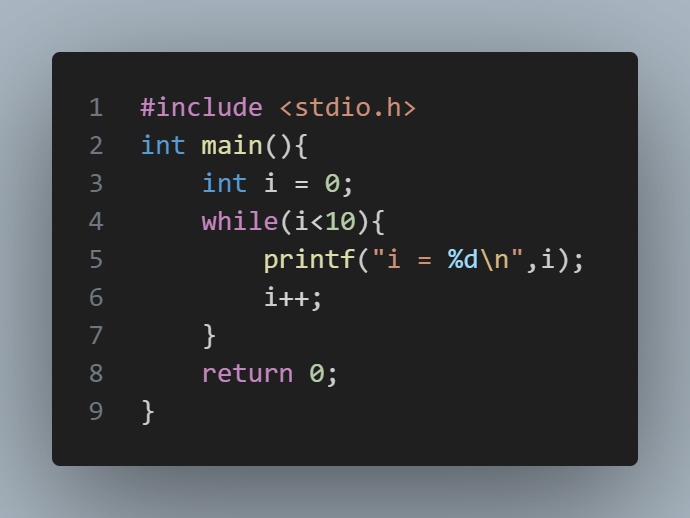 1 #include <stdio.h>
2 int main(){
3     int i = 0;
4     while(i<10){
5         printf("i = %d\n",i);
6         i++;
7     }
8     return 0;
9 }